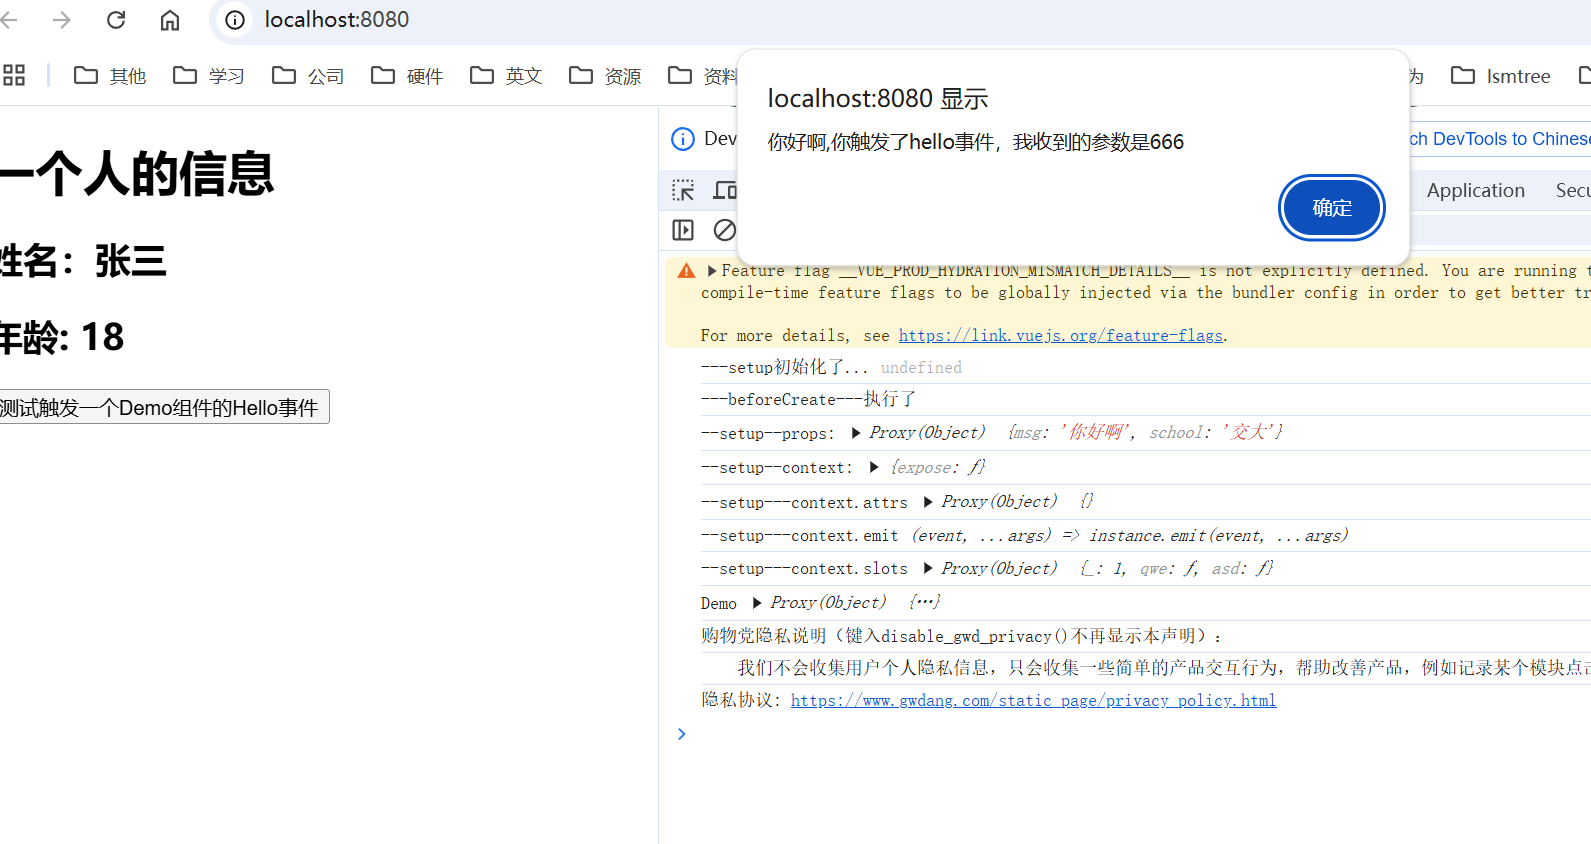 localhost:8080
其他 学习 公司 硬件 英文 资源 资料 为 lsmtree
localhost:8080 显示
你好啊,你触发了hello事件，我收到的参数是666
确定
一个人的信息
姓名：张三
年龄: 18
测试触发一个Demo组件的Hello事件
Dev ch DevTools to Chinese
Application Secu
Feature flag __VUE_PROD_HYDRATION_MISMATCH_DETAILS__ is not explicitly defined. You are running t
compile-time feature flags to be globally injected via the bundler config in order to get better tr
For more details, see https://link.vuejs.org/feature-flags.
---setup初始化了... undefined
---beforeCreate---执行了
--setup--props: ▶ Proxy(Object) {msg: '你好啊', school: '交大'}
--setup--context: ▶ {expose: ƒ}
--setup---context.attrs ▶ Proxy(Object) {}
--setup---context.emit (event, ...args) => instance.emit(event, ...args)
--setup---context.slots ▶ Proxy(Object) {_: 1, qwe: ƒ, asd: ƒ}
Demo ▶ Proxy(Object) {…}
购物党隐私说明（键入disable_gwd_privacy()不再显示本声明）：
我们不会收集用户个人隐私信息，只会收集一些简单的产品交互行为，帮助改善产品，例如记录某个模块点击
隐私协议: https://www.gwdang.com/static_page/privacy_policy.html